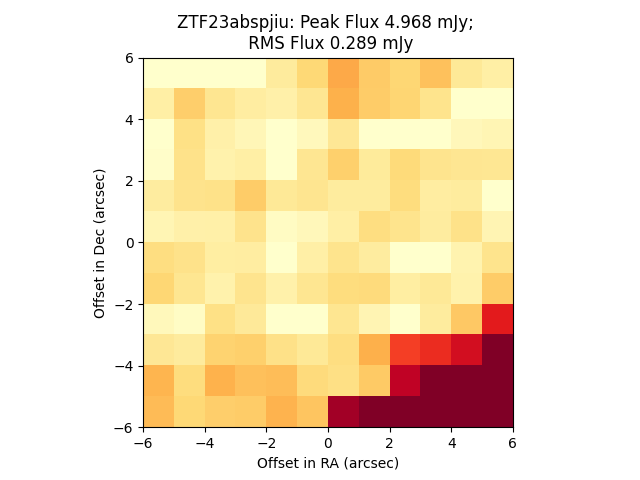 ZTF23abspjiu: Peak Flux 4.968 mJy;
RMS Flux 0.289 mJy
6
4
2
0
−2
−4
−6
Offset in Dec (arcsec)
−6 −4 −2 0 2 4 6
Offset in RA (arcsec)